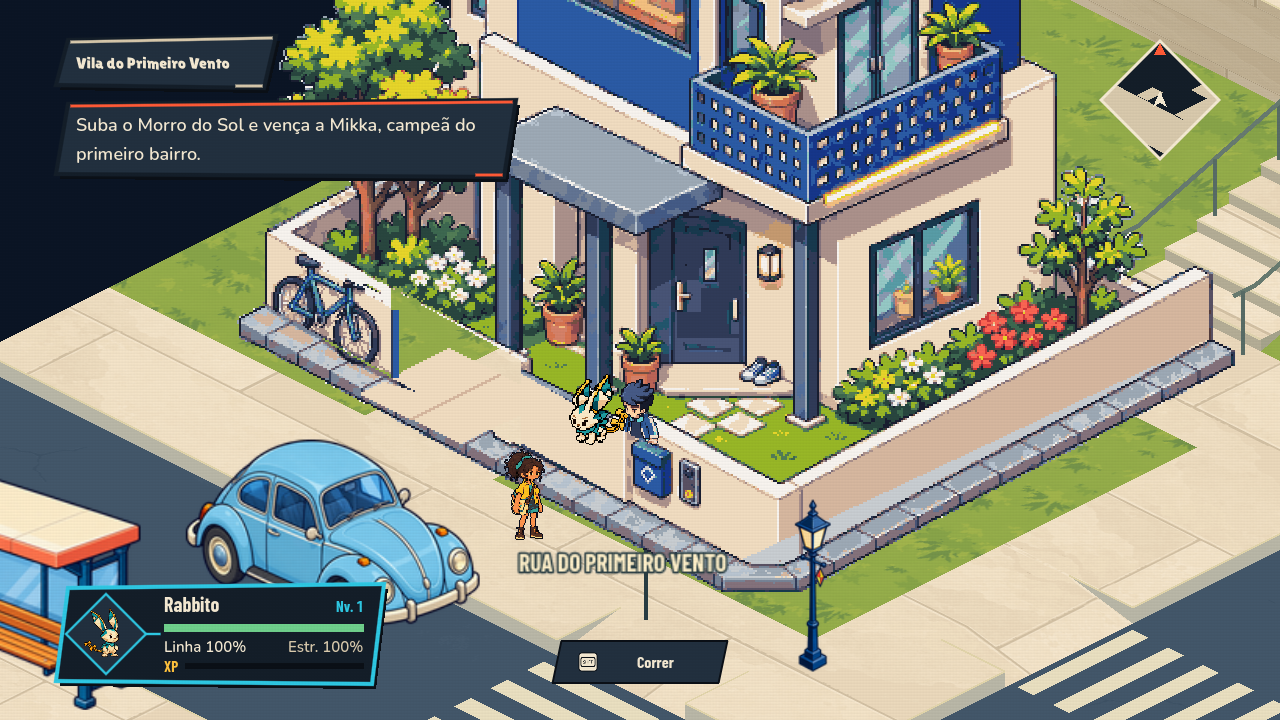 Vila do Primeiro Vento
Suba o Morro do Sol e vença a Mikka, campeã do
primeiro bairro.
RUA DO PRIMEIRO VENTO
Rabbito
Nv. 1
Linha 100%
Estr. 100%
XP
Correr